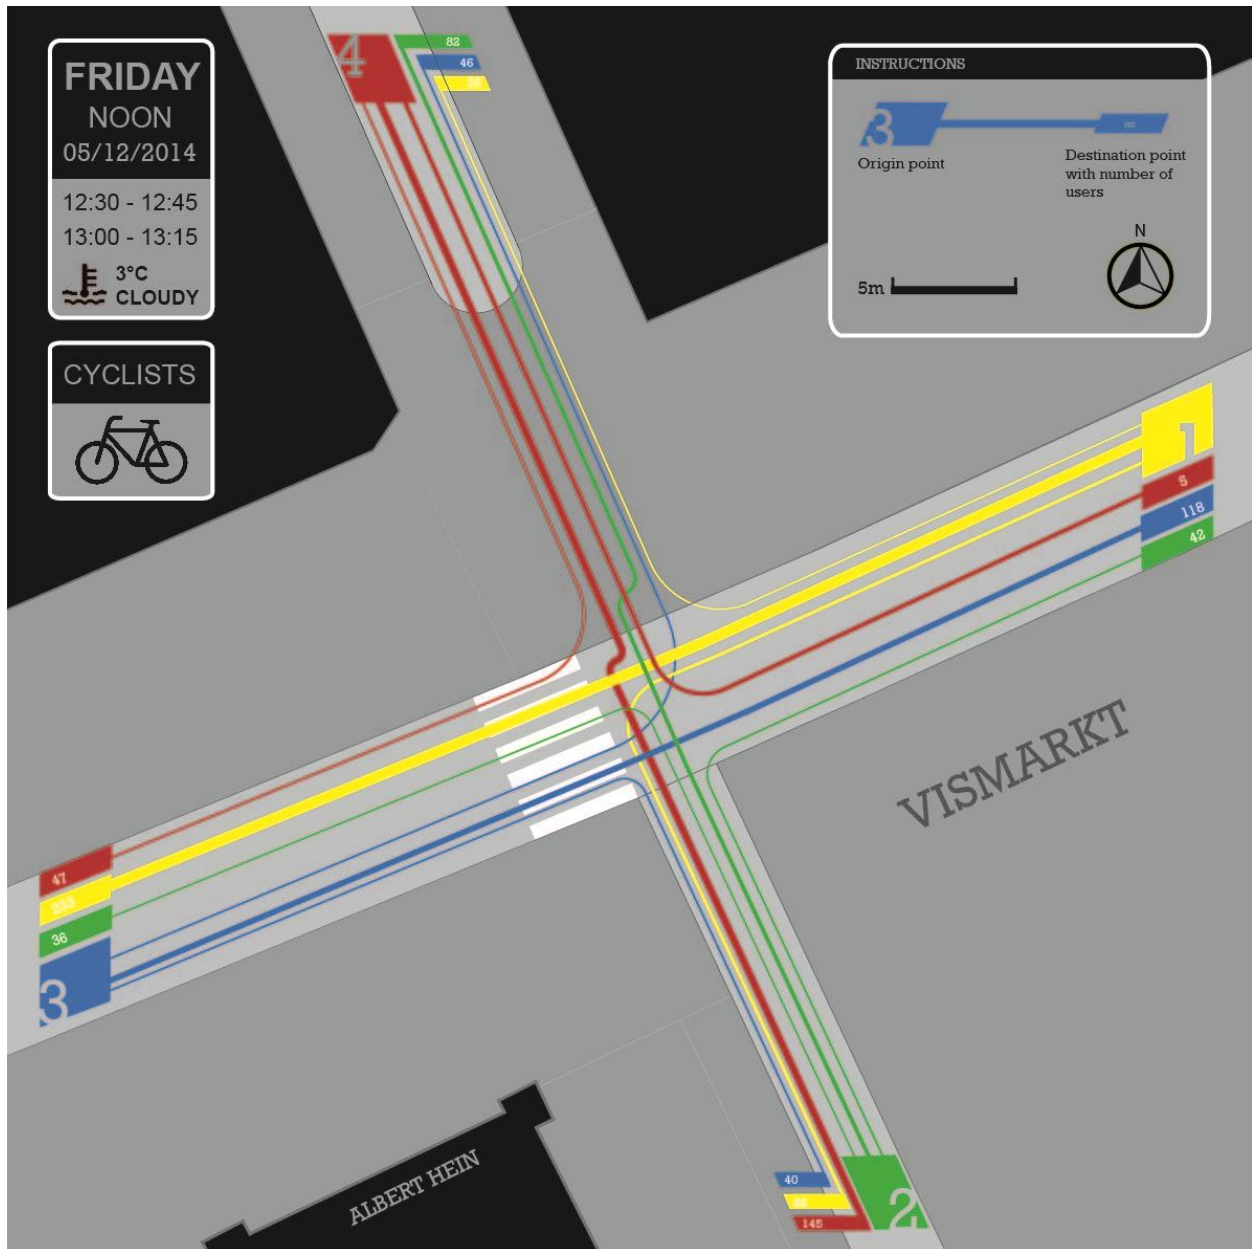 FRIDAY
NOON
05/12/2014
12:30 - 12:45
13:00 - 13:15
3°C
CLOUDY
CYCLISTS
4
82
46
INSTRUCTIONS
3
Origin point
Destination point
with number of
users
N
5m
1
5
118
42
VISMARKT
47
233
36
3
ALBERT HEIN
40
145
2